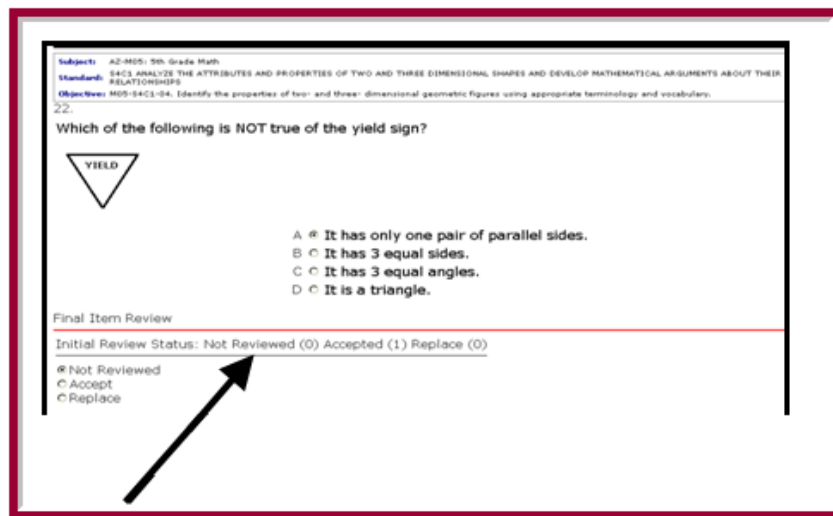 Subject: AZ-M05: 5th Grade Math
Standard: S4C1 ANALYZE THE ATTRIBUTES AND PROPERTIES OF TWO AND THREE DIMENSIONAL SHAPES AND DEVELOP MATHEMATICAL ARGUMENTS ABOUT THEIR
RELATIONSHIPS
Objective: M05-S4C1-04. Identify the properties of two- and three- dimensional geometric figures using appropriate terminology and vocabulary.
22.
Which of the following is NOT true of the yield sign?
YIELD
A It has only one pair of parallel sides.
B It has 3 equal sides.
C It has 3 equal angles.
D It is a triangle.
Final Item Review
Initial Review Status: Not Reviewed (0) Accepted (1) Replace (0)
Not Reviewed
Accept
Replace